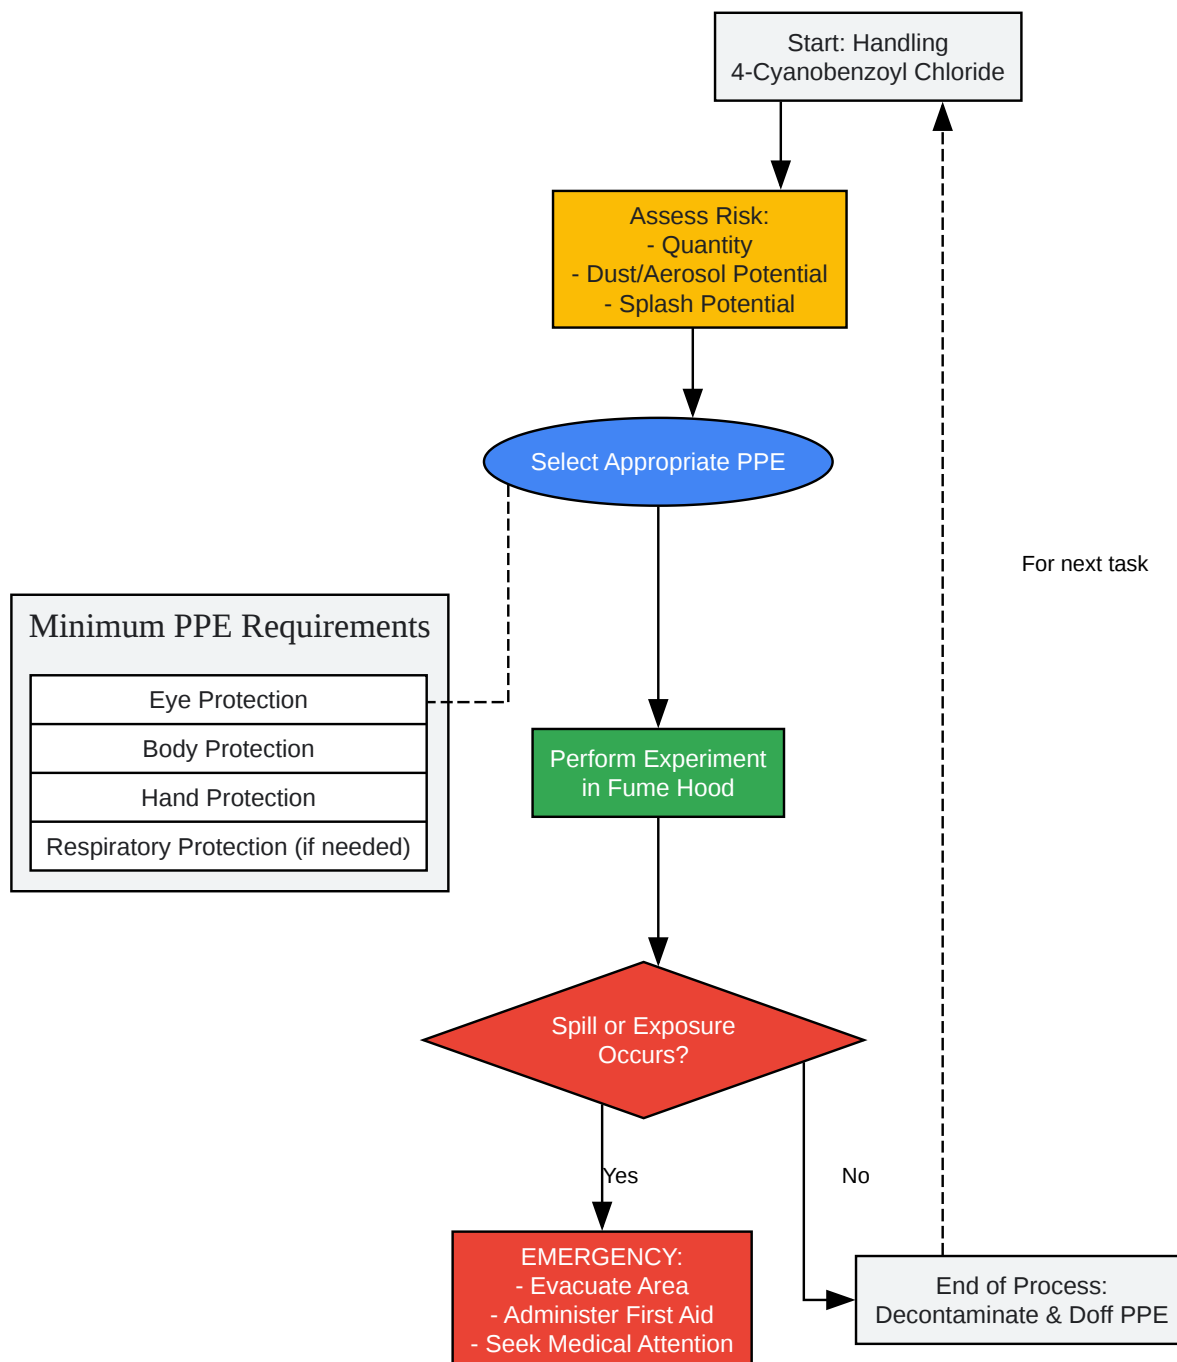 Start: Handling
4-Cyanobenzoyl Chloride
Assess Risk:
- Quantity
- Dust/Aerosol Potential
- Splash Potential
Select Appropriate PPE
For next task
Minimum PPE Requirements
Eye Protection
Body Protection
Hand Protection
Respiratory Protection (if needed)
Perform Experiment
in Fume Hood
Spill or Exposure
Occurs?
Yes
No
EMERGENCY:
- Evacuate Area
- Administer First Aid
- Seek Medical Attention
End of Process:
Decontaminate & Doff PPE